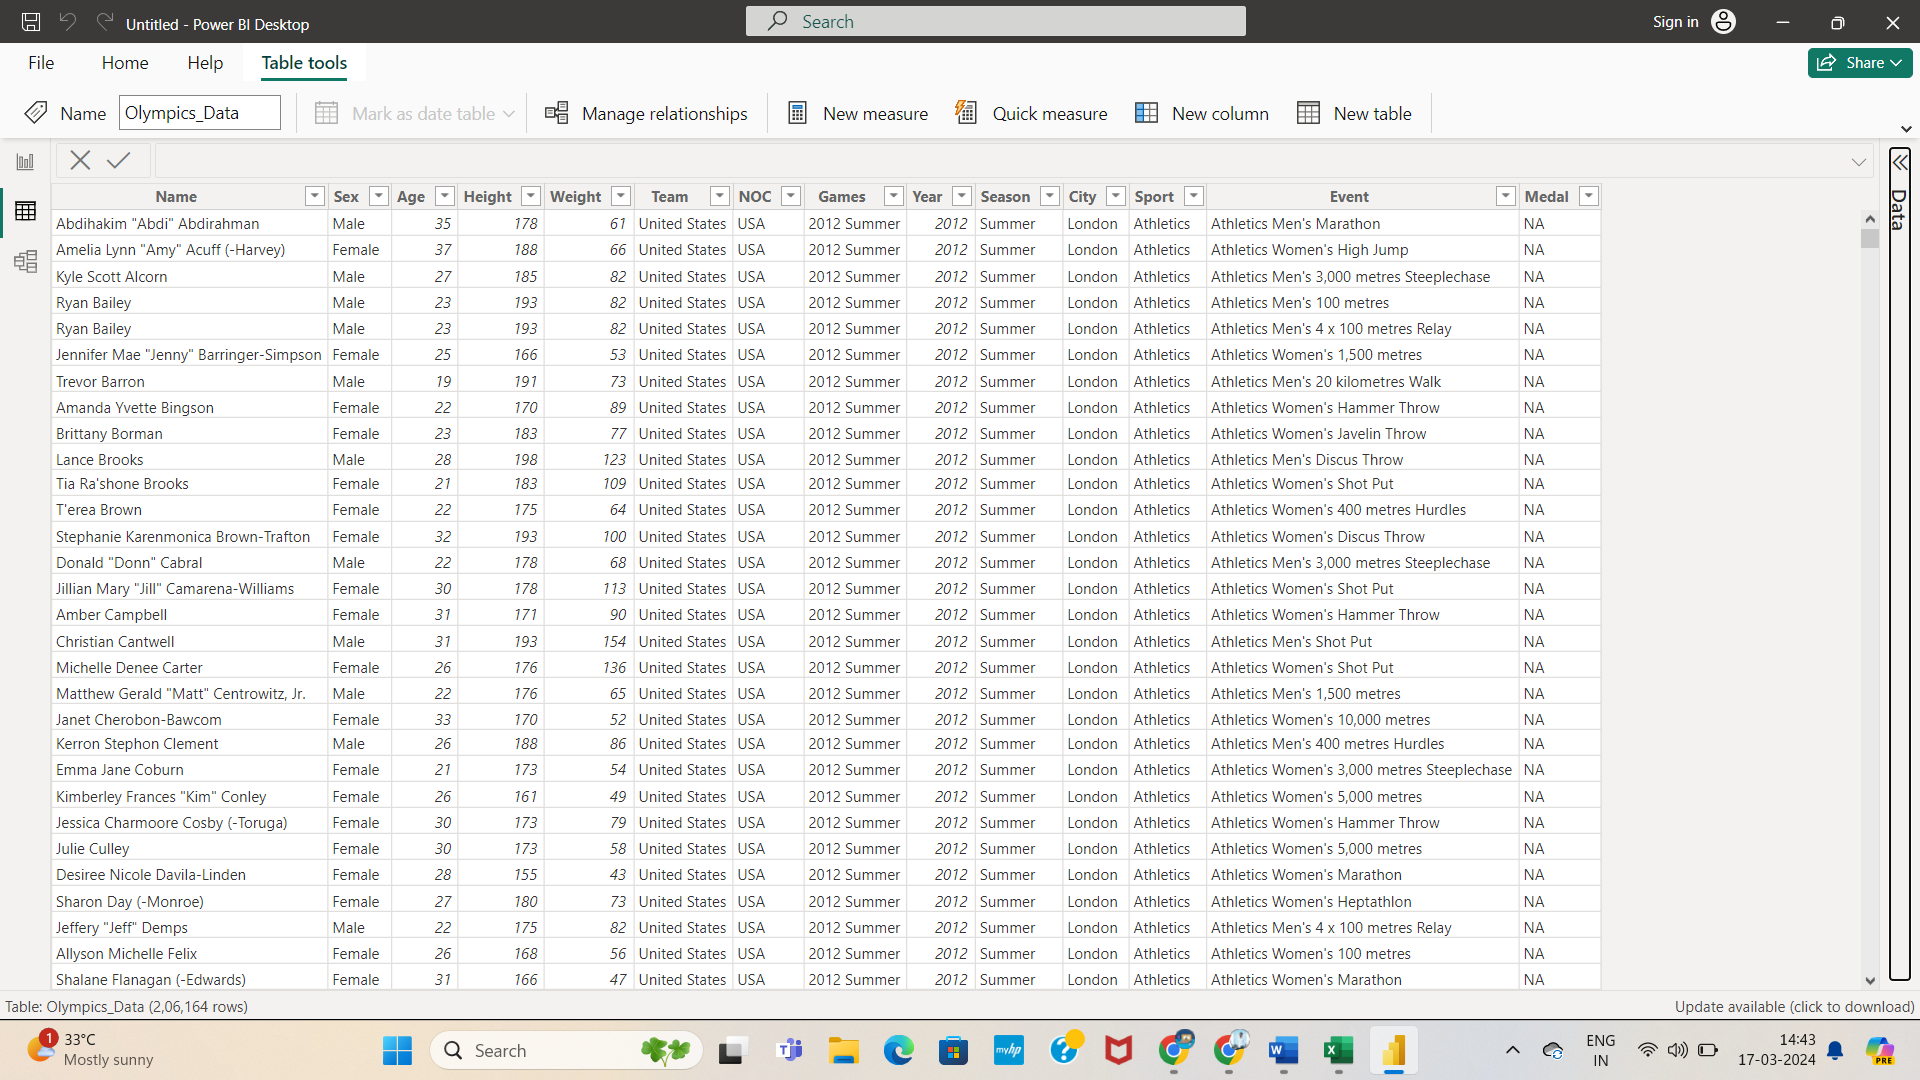 Untitled - Power BI Desktop
Search
Sign in
File Home Help Table tools
Share
Name Olympics_Data Mark as date table Manage relationships New measure Quick measure New column New table
Data
Name Sex Age Height Weight Team NOC Games Year Season City Sport Event Medal
Abdihakim "Abdi" Abdirahman Male 35 178 61 United States USA 2012 Summer 2012 Summer London Athletics Athletics Men's Marathon NA
Amelia Lynn "Amy" Acuff (-Harvey) Female 37 188 66 United States USA 2012 Summer 2012 Summer London Athletics Athletics Women's High Jump NA
Kyle Scott Alcorn Male 27 185 82 United States USA 2012 Summer 2012 Summer London Athletics Athletics Men's 3,000 metres Steeplechase NA
Ryan Bailey Male 23 193 82 United States USA 2012 Summer 2012 Summer London Athletics Athletics Men's 100 metres NA
Ryan Bailey Male 23 193 82 United States USA 2012 Summer 2012 Summer London Athletics Athletics Men's 4 x 100 metres Relay NA
Jennifer Mae "Jenny" Barringer-Simpson Female 25 166 53 United States USA 2012 Summer 2012 Summer London Athletics Athletics Women's 1,500 metres NA
Trevor Barron Male 19 191 73 United States USA 2012 Summer 2012 Summer London Athletics Athletics Men's 20 kilometres Walk NA
Amanda Yvette Bingson Female 22 170 89 United States USA 2012 Summer 2012 Summer London Athletics Athletics Women's Hammer Throw NA
Brittany Borman Female 23 183 77 United States USA 2012 Summer 2012 Summer London Athletics Athletics Women's Javelin Throw NA
Lance Brooks Male 28 198 123 United States USA 2012 Summer 2012 Summer London Athletics Athletics Men's Discus Throw NA
Tia Ra'shone Brooks Female 21 183 109 United States USA 2012 Summer 2012 Summer London Athletics Athletics Women's Shot Put NA
T'erea Brown Female 22 175 64 United States USA 2012 Summer 2012 Summer London Athletics Athletics Women's 400 metres Hurdles NA
Stephanie Karenmonica Brown-Trafton Female 32 193 100 United States USA 2012 Summer 2012 Summer London Athletics Athletics Women's Discus Throw NA
Donald "Donn" Cabral Male 22 178 68 United States USA 2012 Summer 2012 Summer London Athletics Athletics Men's 3,000 metres Steeplechase NA
Jillian Mary "Jill" Camarena-Williams Female 30 178 113 United States USA 2012 Summer 2012 Summer London Athletics Athletics Women's Shot Put NA
Amber Campbell Female 31 171 90 United States USA 2012 Summer 2012 Summer London Athletics Athletics Women's Hammer Throw NA
Christian Cantwell Male 31 193 154 United States USA 2012 Summer 2012 Summer London Athletics Athletics Men's Shot Put NA
Michelle Denee Carter Female 26 176 136 United States USA 2012 Summer 2012 Summer London Athletics Athletics Women's Shot Put NA
Matthew Gerald "Matt" Centrowitz, Jr. Male 22 176 65 United States USA 2012 Summer 2012 Summer London Athletics Athletics Men's 1,500 metres NA
Janet Cherobon-Bawcom Female 33 170 52 United States USA 2012 Summer 2012 Summer London Athletics Athletics Women's 10,000 metres NA
Kerron Stephon Clement Male 26 188 86 United States USA 2012 Summer 2012 Summer London Athletics Athletics Men's 400 metres Hurdles NA
Emma Jane Coburn Female 21 173 54 United States USA 2012 Summer 2012 Summer London Athletics Athletics Women's 3,000 metres Steeplechase NA
Kimberley Frances "Kim" Conley Female 26 161 49 United States USA 2012 Summer 2012 Summer London Athletics Athletics Women's 5,000 metres NA
Jessica Charmoore Cosby (-Toruga) Female 30 173 79 United States USA 2012 Summer 2012 Summer London Athletics Athletics Women's Hammer Throw NA
Julie Culley Female 30 173 58 United States USA 2012 Summer 2012 Summer London Athletics Athletics Women's 5,000 metres NA
Desiree Nicole Davila-Linden Female 28 155 43 United States USA 2012 Summer 2012 Summer London Athletics Athletics Women's Marathon NA
Sharon Day (-Monroe) Female 27 180 73 United States USA 2012 Summer 2012 Summer London Athletics Athletics Women's Heptathlon NA
Jeffery "Jeff" Demps Male 22 175 82 United States USA 2012 Summer 2012 Summer London Athletics Athletics Men's 4 x 100 metres Relay NA
Allyson Michelle Felix Female 26 168 56 United States USA 2012 Summer 2012 Summer London Athletics Athletics Women's 100 metres NA
Shalane Flanagan (-Edwards) Female 31 166 47 United States USA 2012 Summer 2012 Summer London Athletics Athletics Women's Marathon NA
Table: Olympics_Data (2,06,164 rows) Update available (click to download)
1
33°C
Mostly sunny
Search
myhp
ENG
IN
14:43
17-03-2024
PRE